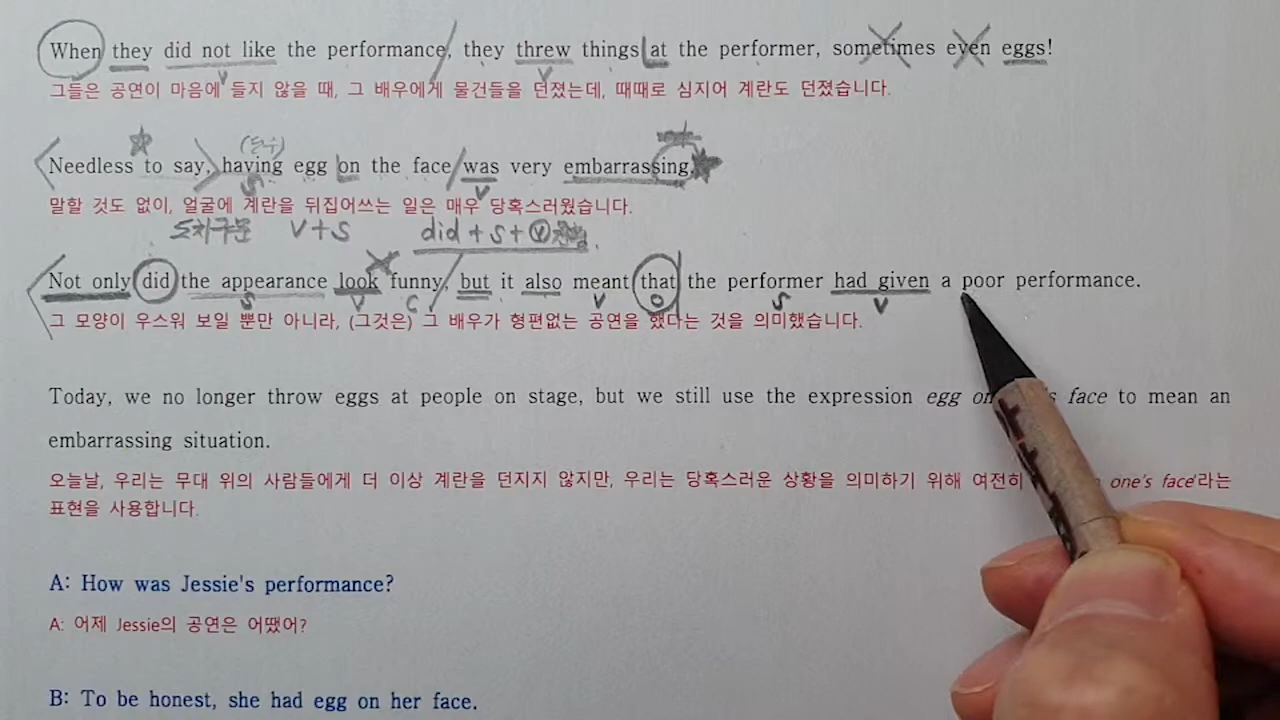 When they did not like the performance, they threw things at the performer, sometimes even eggs!
V V
그들은 공연이 마음에 들지 않을 때, 그 배우에게 물건들을 던졌는데, 때때로 심지어 계란도 던졌습니다.
(단수)
Needless to say, having egg on the face was very embarrassing.
S V
말할 것도 없이, 얼굴에 계란을 뒤집어쓰는 일은 매우 당혹스러웠습니다.
도치구문 V+S did+S+V
Not only did the appearance look funny, but it also meant that the performer had given a poor performance.
S V C V O S V
그 모양이 우스워 보일 뿐만 아니라, (그것은) 그 배우가 형편없는 공연을 했다는 것을 의미했습니다.
Today, we no longer throw eggs at people on stage, but we still use the expression egg on face to mean an
embarrassing situation.
오늘날, 우리는 무대 위의 사람들에게 더 이상 계란을 던지지 않지만, 우리는 당혹스러운 상황을 의미하기 위해 여전히 one's face'라는
표현을 사용합니다.
A: How was Jessie's performance?
A: 어제 Jessie의 공연은 어땠어?
B: To be honest, she had egg on her face.